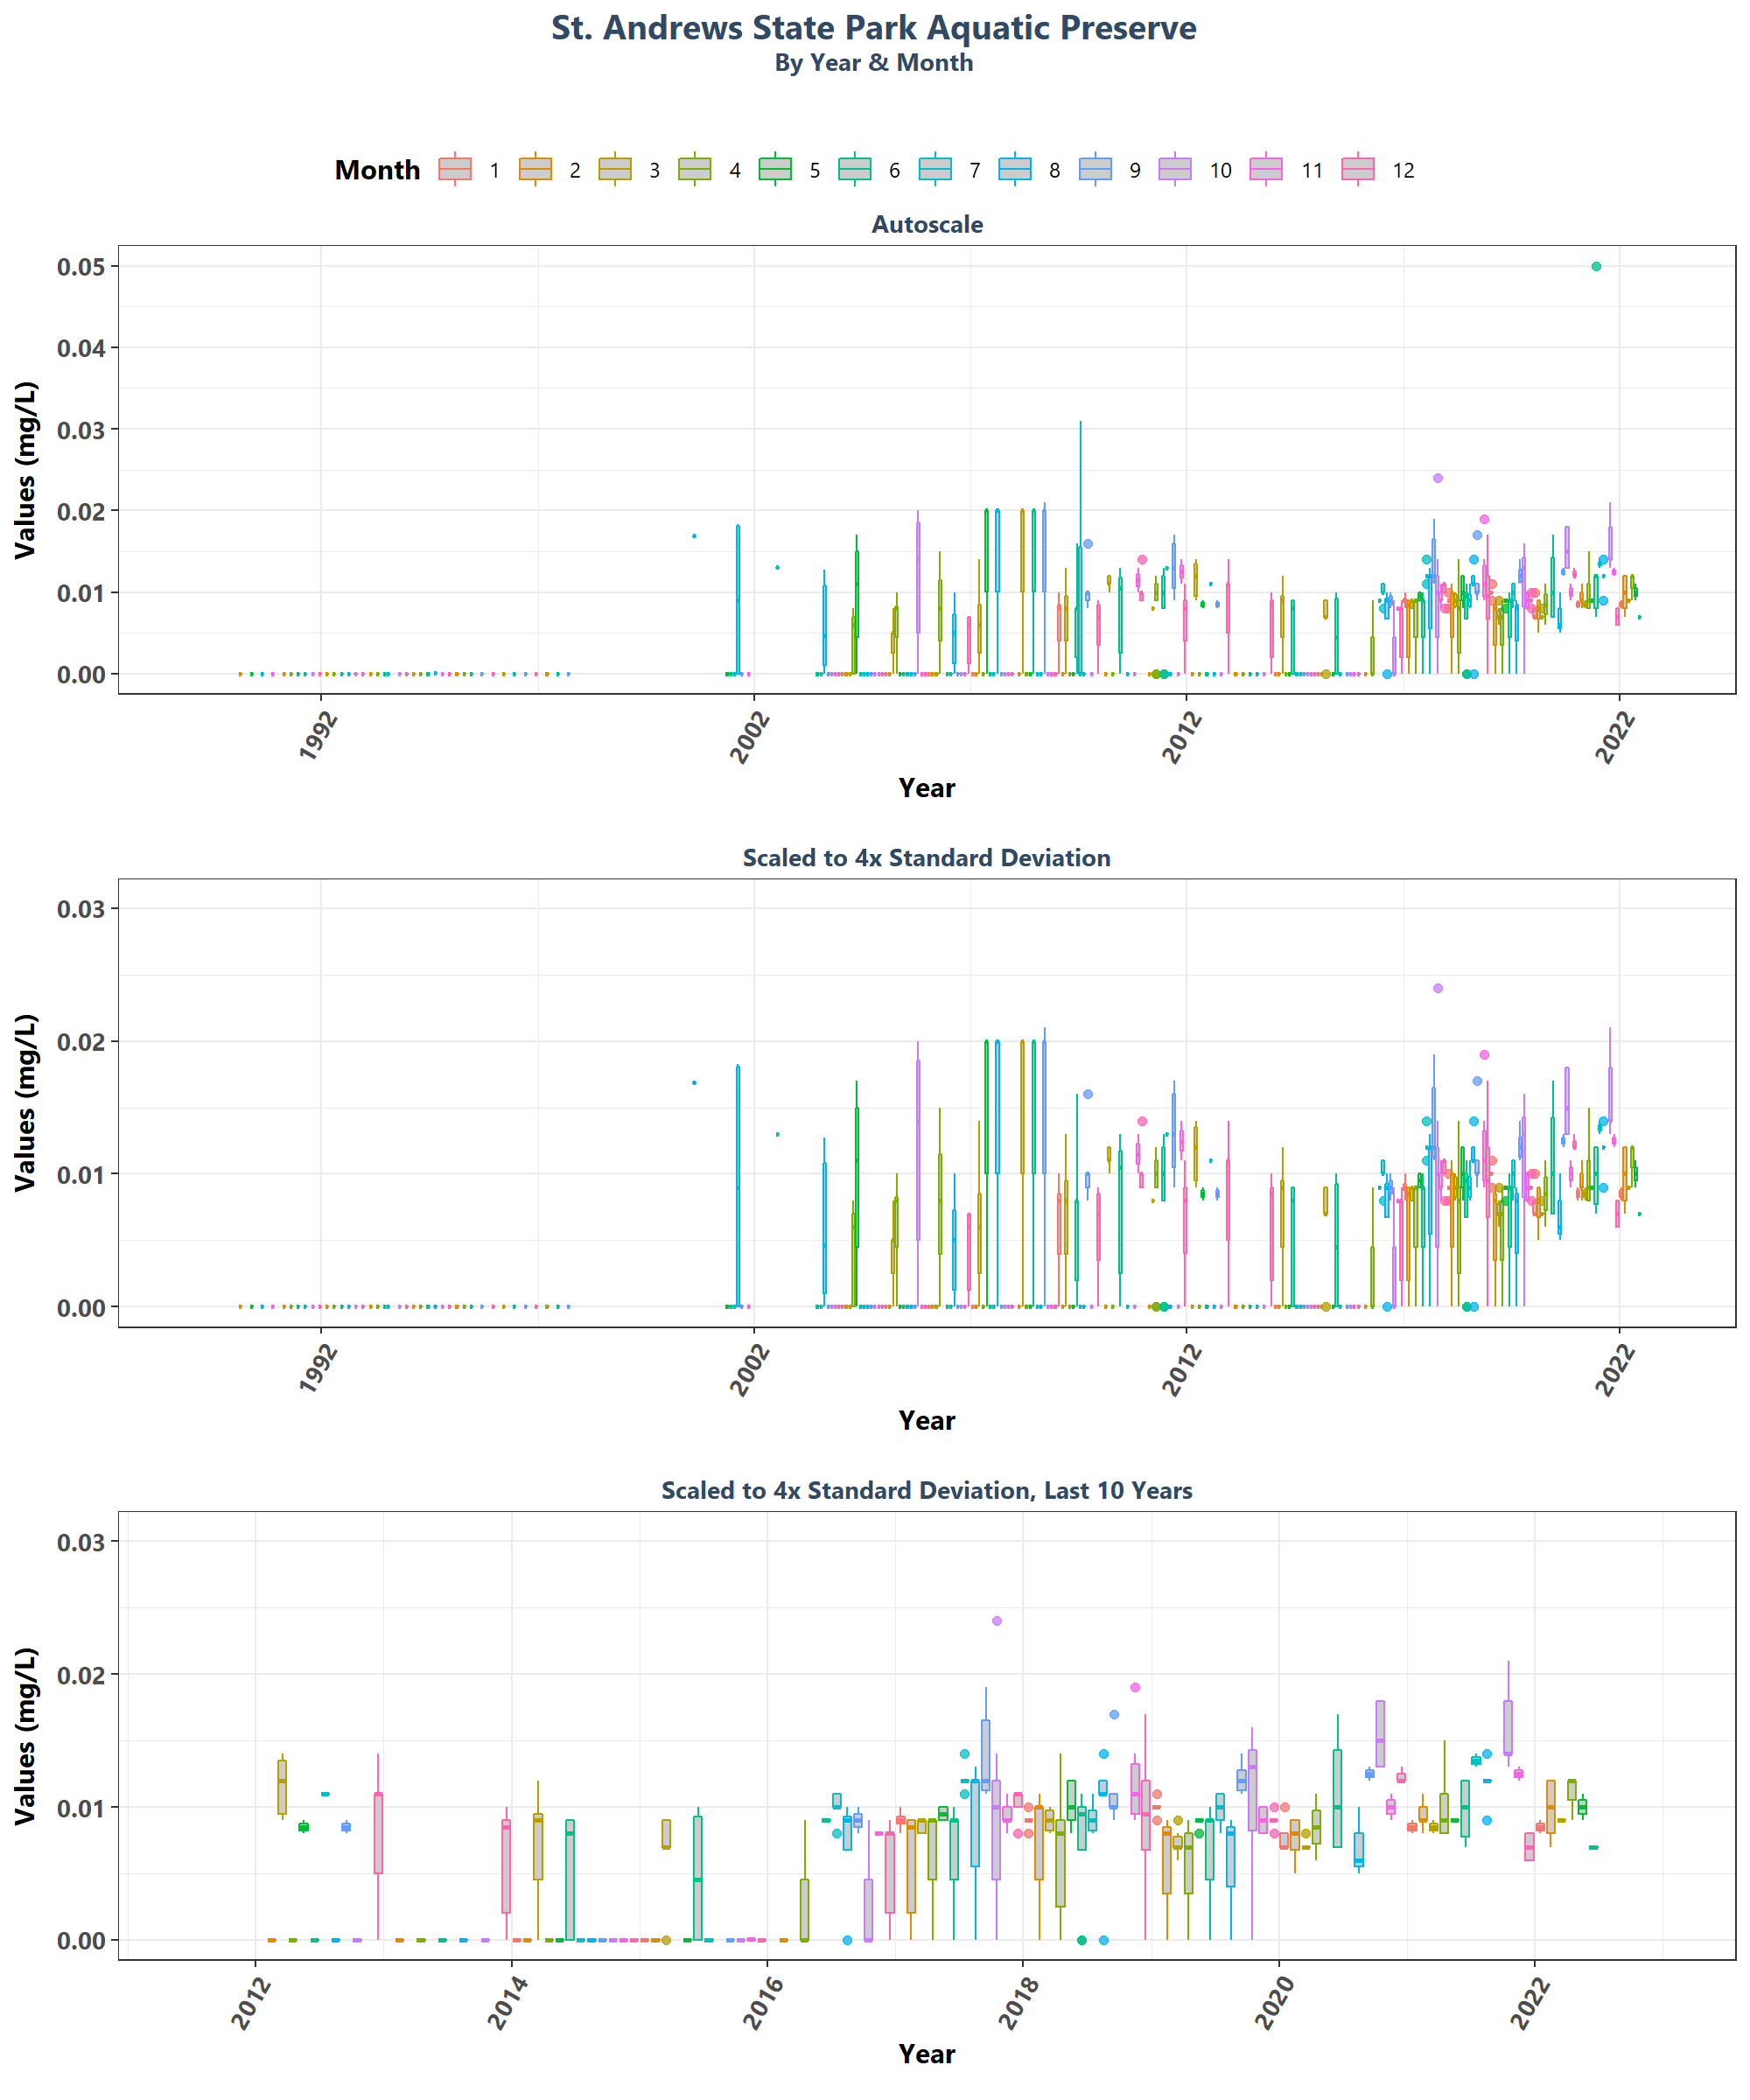 St. Andrews State Park Aquatic Preserve
By Year & Month
Month 1 2 3 4 5 6 7 8 9 10 11 12
Autoscale
0.05
0.04
0.03
0.02
0.01
0.00
Values (mg/L)
1992 2002 2012 2022
Year
Scaled to 4x Standard Deviation
0.03
0.02
0.01
0.00
Values (mg/L)
1992 2002 2012 2022
Year
Scaled to 4x Standard Deviation, Last 10 Years
0.03
0.02
0.01
0.00
Values (mg/L)
2012 2014 2016 2018 2020 2022
Year